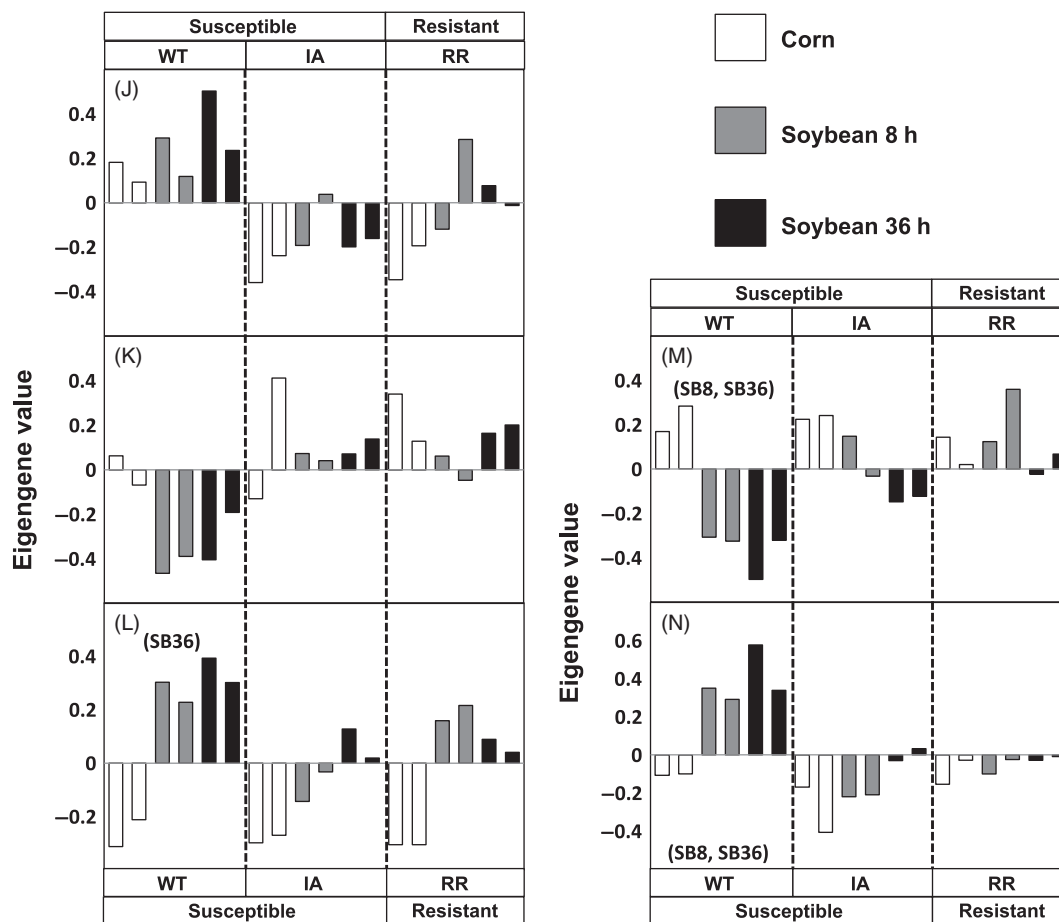 Susceptible Resistant
WT IA RR
(J)
0.4
0.2
0
−0.2
−0.4
(K)
0.4
0.2
0
−0.2
−0.4
(L)
(SB36)
0.4
0.2
0
−0.2
WT IA RR
Susceptible Resistant
Eigengene value
Corn
Soybean 8 h
Soybean 36 h
Susceptible Resistant
WT IA RR
(M)
(SB8, SB36)
0.4
0.2
0
−0.2
−0.4
(N)
0.6
0.4
0.2
0
−0.2
−0.4
(SB8, SB36)
WT IA RR
Susceptible Resistant
Eigengene value